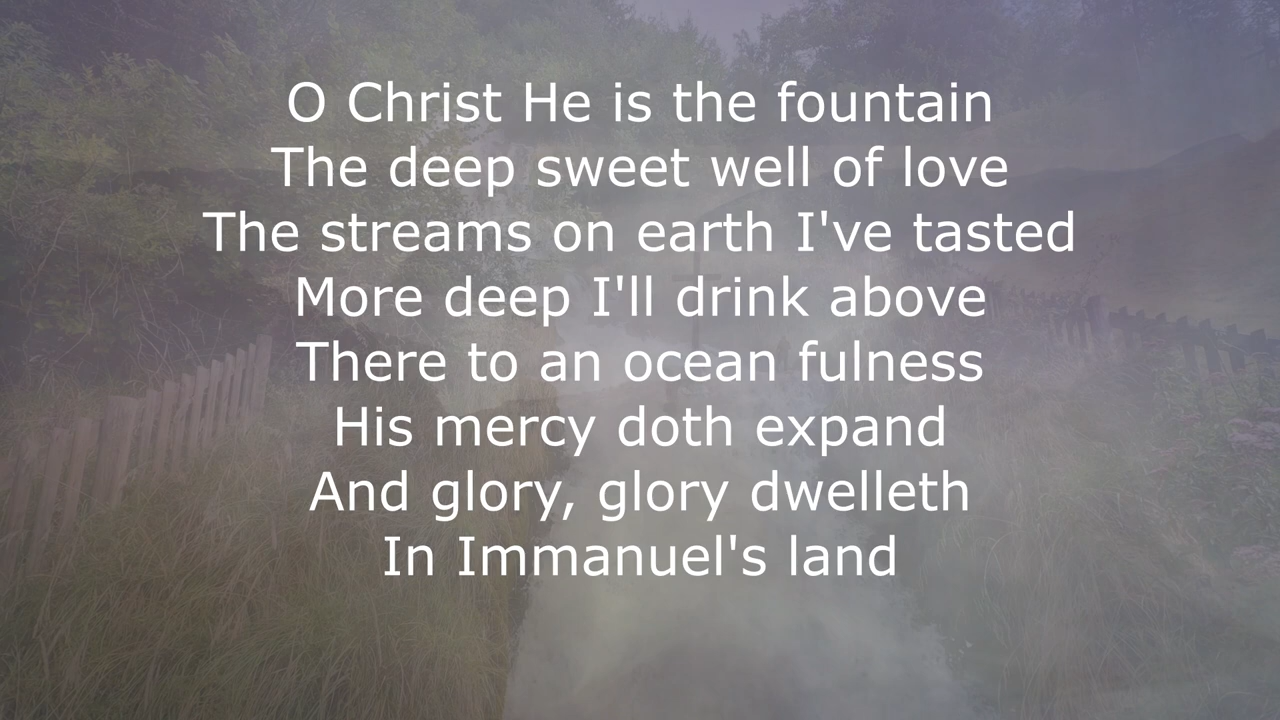 O Christ He is the fountain
The deep sweet well of love
The streams on earth I've tasted
More deep I'll drink above
There to an ocean fulness
His mercy doth expand
And glory, glory dwelleth
In Immanuel's land